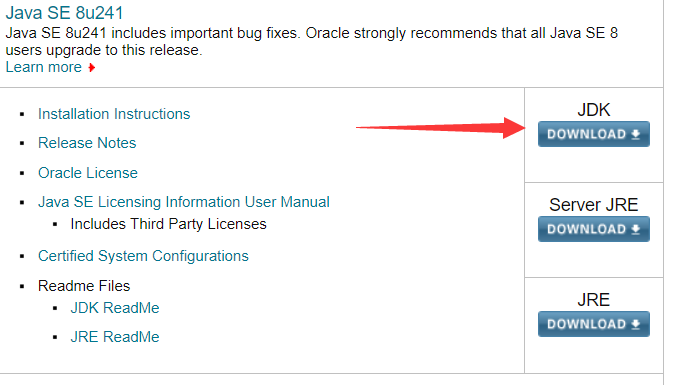 Java SE 8u241
Java SE 8u241 includes important bug fixes. Oracle strongly recommends that all Java SE 8
users upgrade to this release.
Learn more
Installation Instructions
Release Notes
Oracle License
Java SE Licensing Information User Manual
Includes Third Party Licenses
Certified System Configurations
Readme Files
JDK ReadMe
JRE ReadMe
JDK
DOWNLOAD
Server JRE
DOWNLOAD
JRE
DOWNLOAD